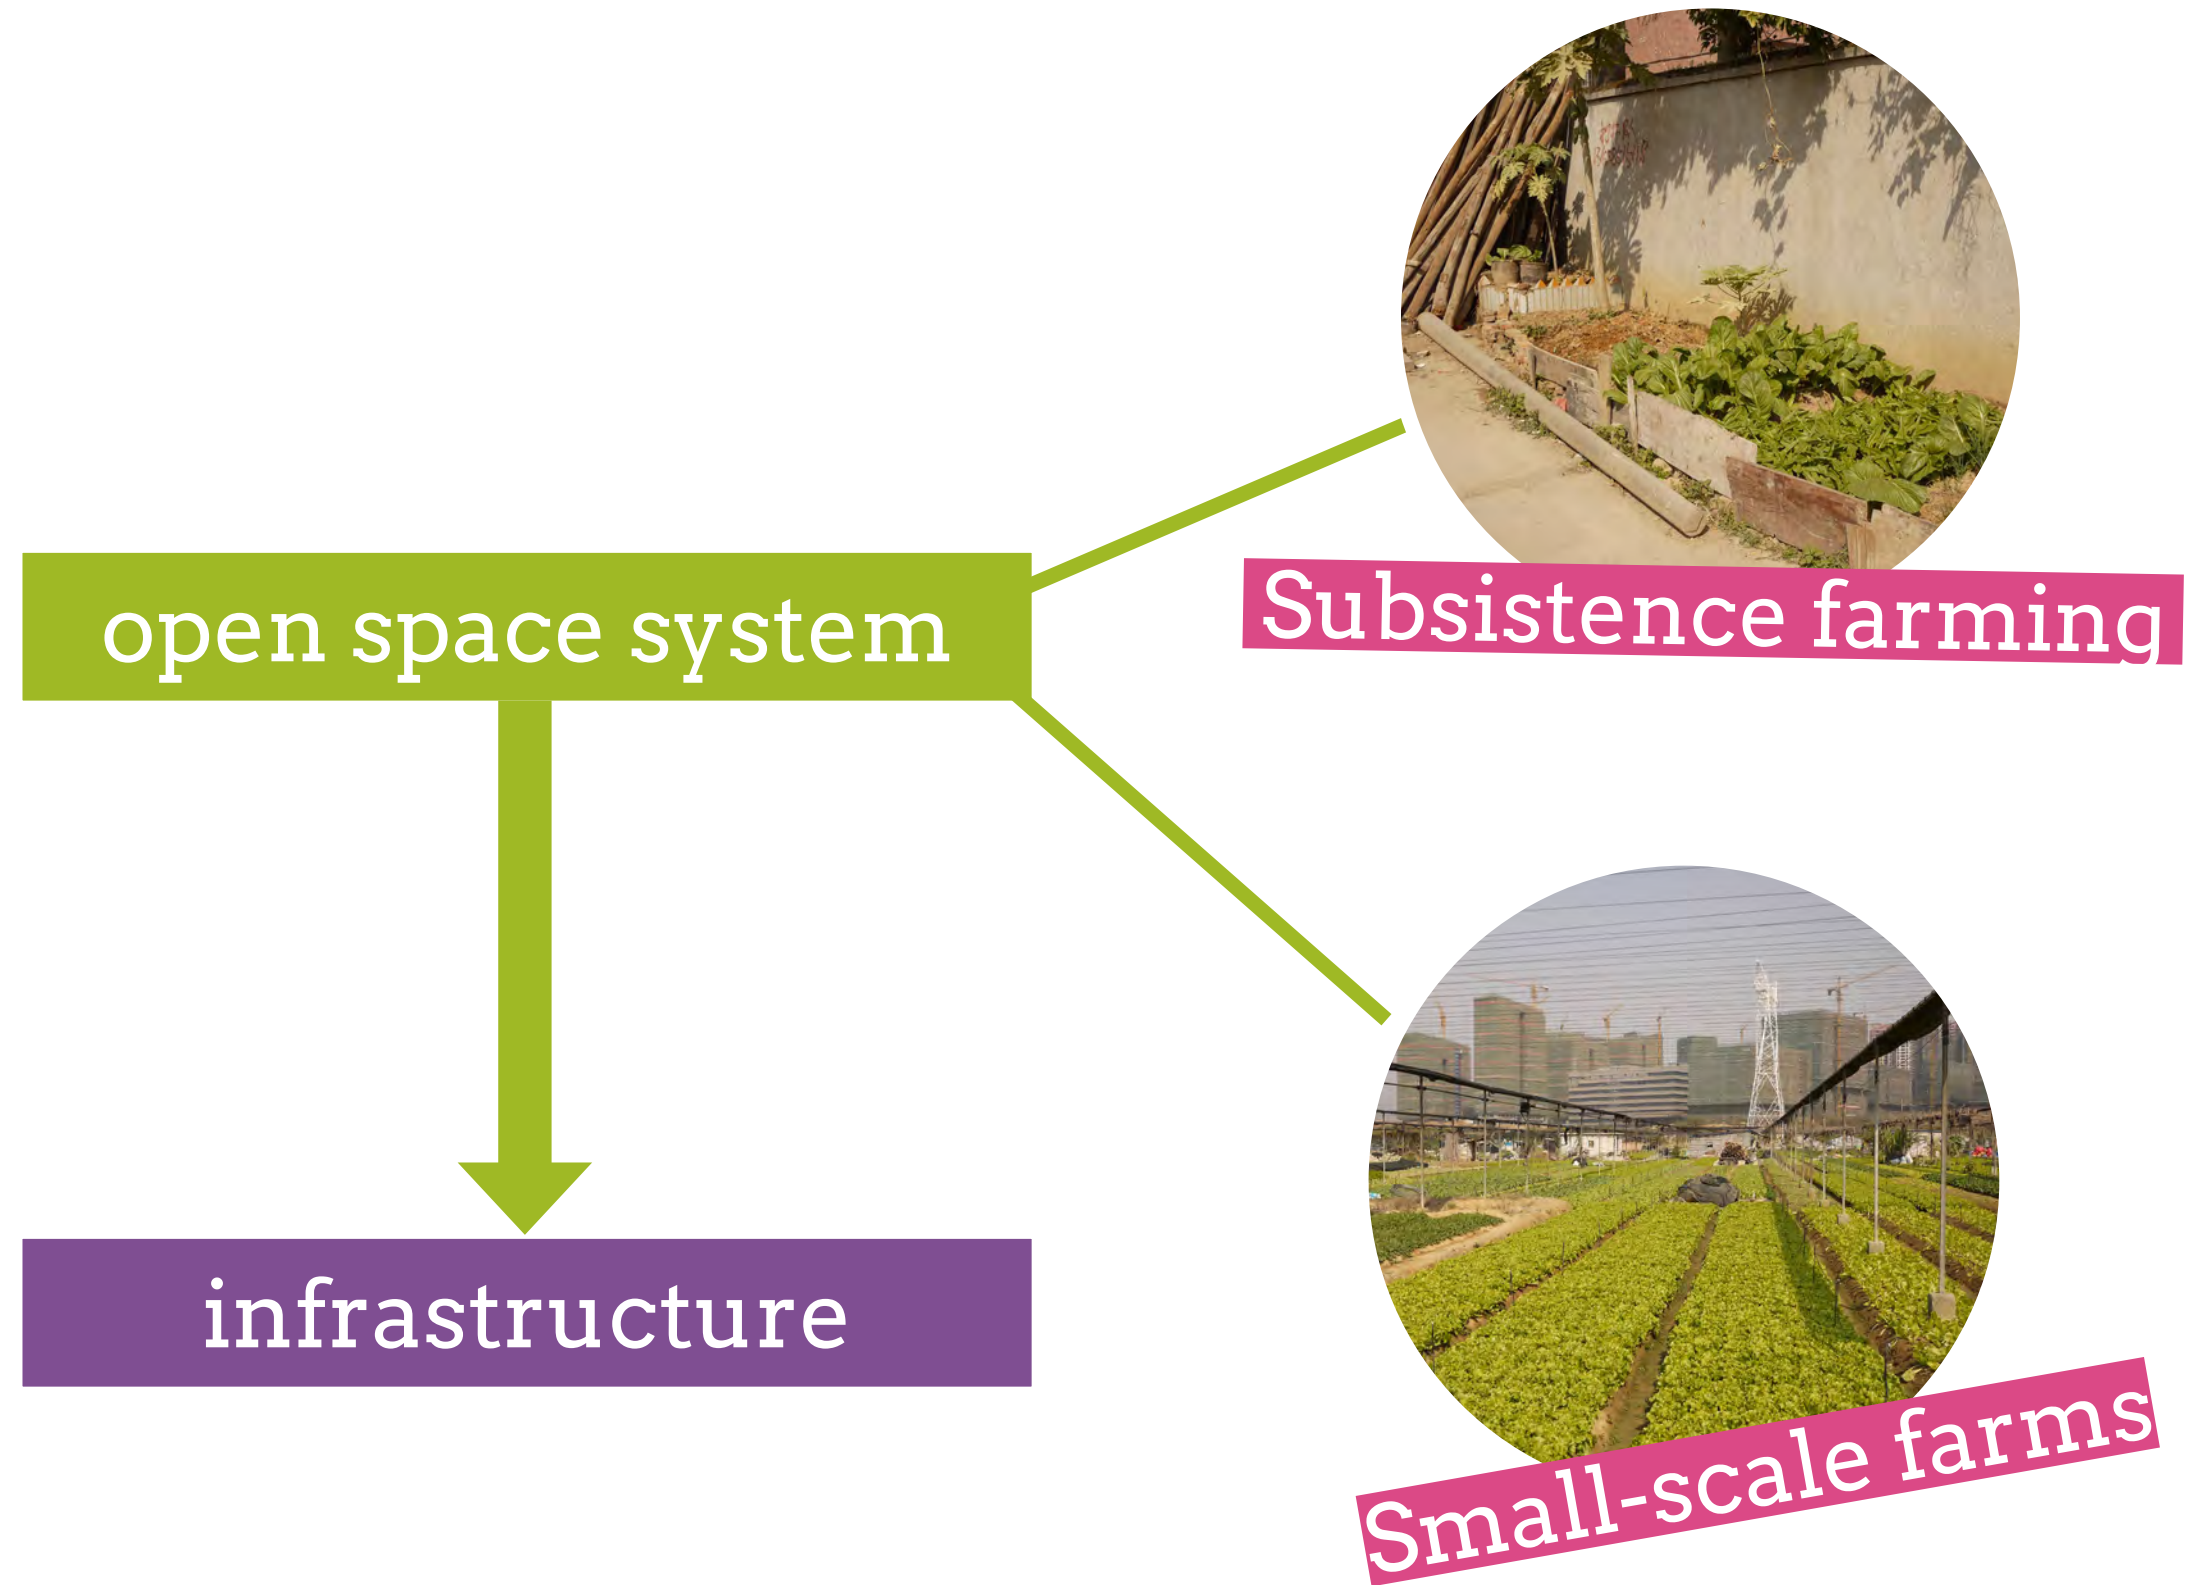 open space system
Subsistence farming
infrastructure
Small-scale farms